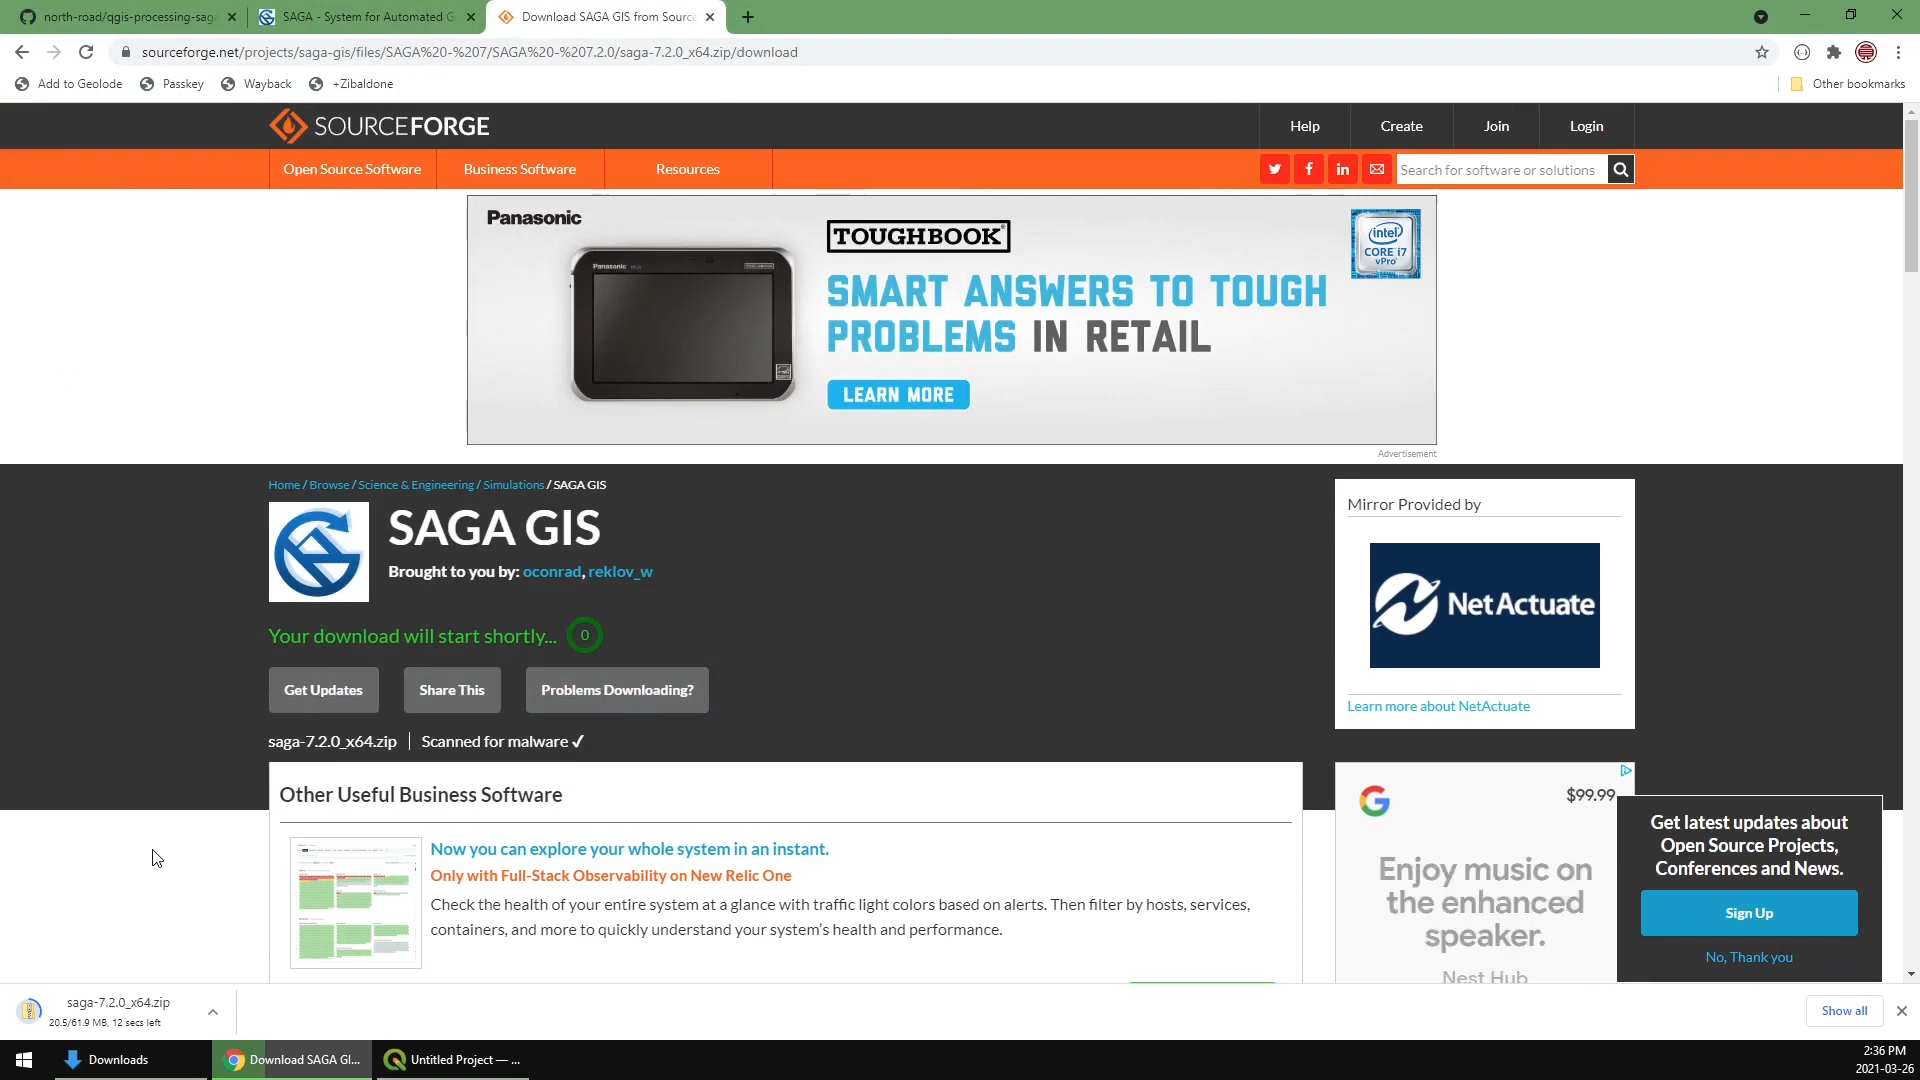 north-road/qgis-processing-saga
SAGA - System for Automated G
Download SAGA GIS from Source
sourceforge.net/projects/saga-gis/files/SAGA%20-%207/SAGA%20-%207.2.0/saga-7.2.0_x64.zip/download
Add to Geolode
Passkey
Wayback
+Zibaldone
Other bookmarks
SOURCEFORGE
Help
Create
Join
Login
Open Source Software
Business Software
Resources
Search for software or solutions
Panasonic
TOUGHBOOK
intel
CORE i7
vPro
SMART ANSWERS TO TOUGH
PROBLEMS IN RETAIL
LEARN MORE
Advertisement
Home / Browse / Science & Engineering / Simulations / SAGA GIS
SAGA GIS
Brought to you by: oconrad, reklov_w
Your download will start shortly... 0
Get Updates
Share This
Problems Downloading?
saga-7.2.0_x64.zip | Scanned for malware ✓
Mirror Provided by
NetActuate
Learn more about NetActuate
Other Useful Business Software
Now you can explore your whole system in an instant.
Only with Full-Stack Observability on New Relic One
Check the health of your entire system at a glance with traffic light colors based on alerts. Then filter by hosts, services,
containers, and more to quickly understand your system's health and performance.
$99.99
Enjoy music on
the enhanced
speaker.
Nest Hub
Get latest updates about
Open Source Projects,
Conferences and News.
Sign Up
No, Thank you
saga-7.2.0_x64.zip
20.5/61.9 MB, 12 secs left
Show all
Downloads
Download SAGA GI...
Untitled Project — ...
2:36 PM
2021-03-26